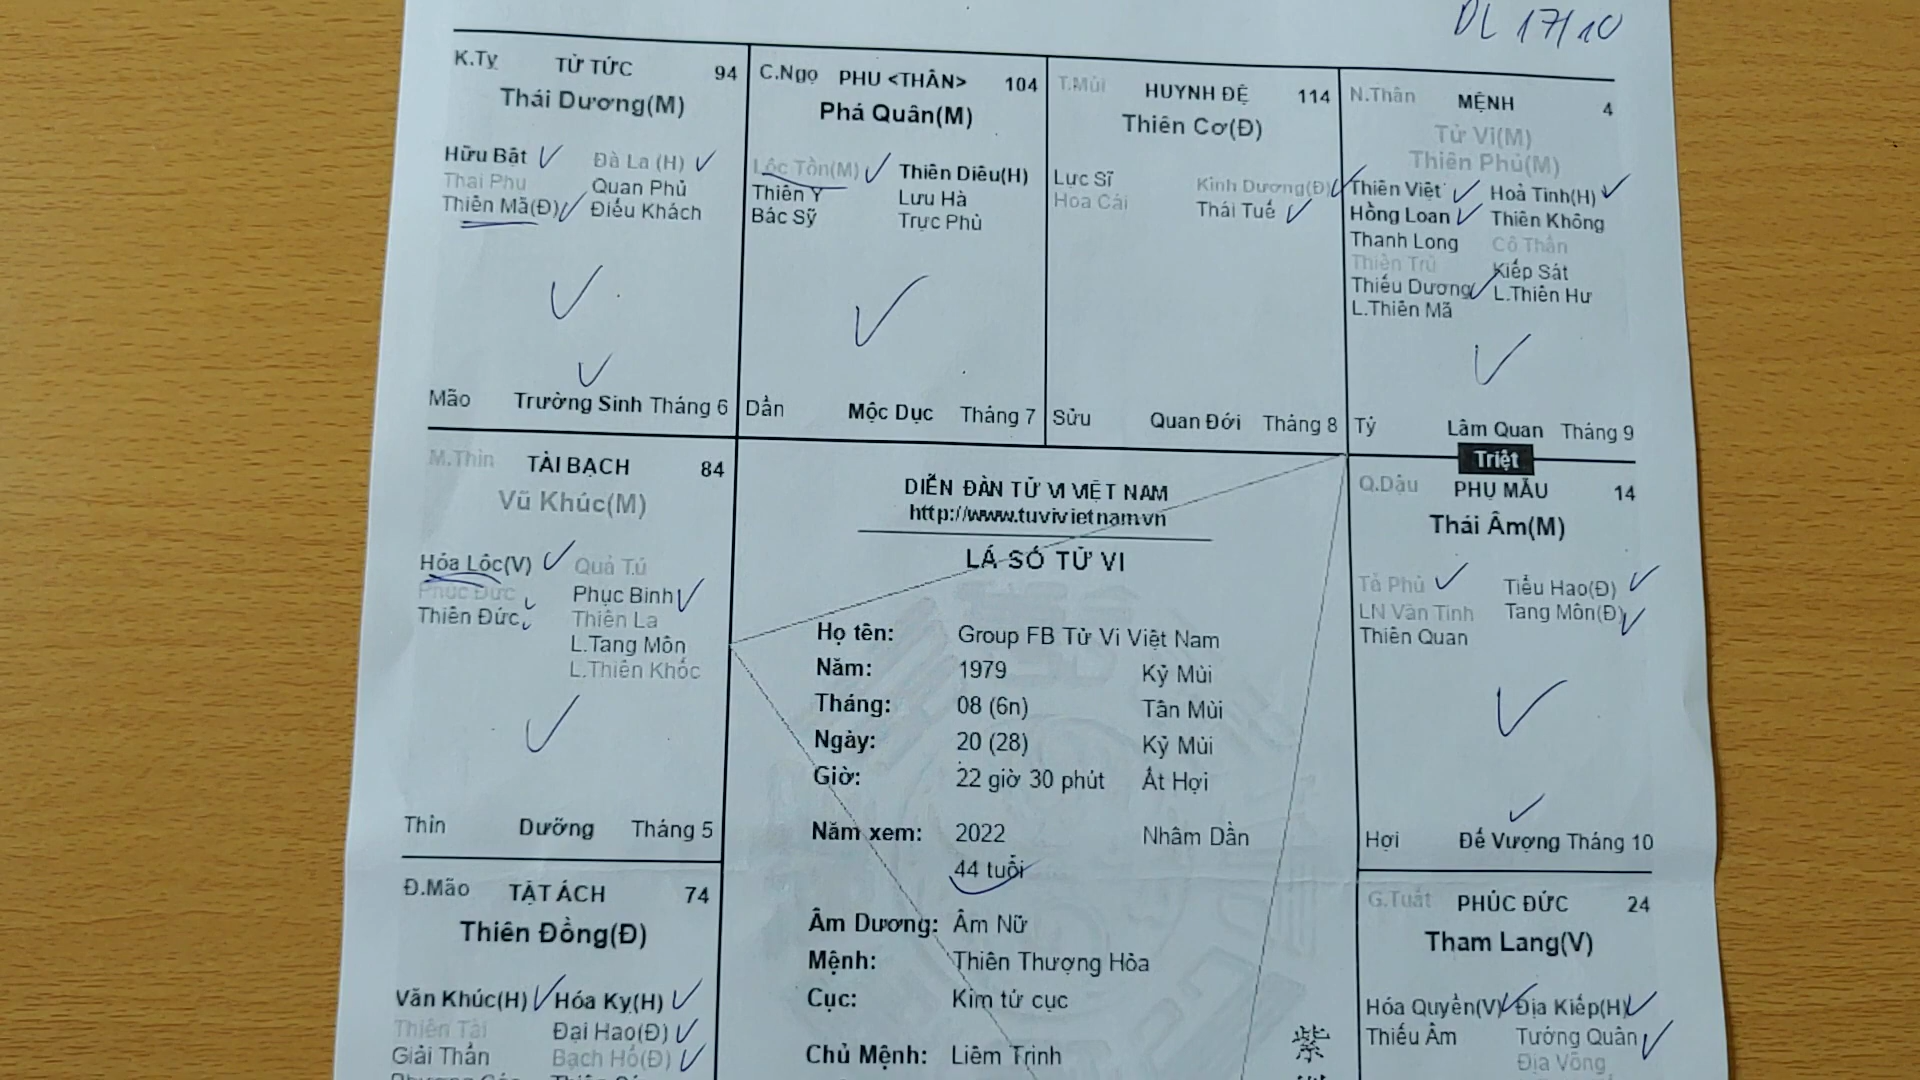 DL 17/10
K.Tỵ TỬ TỨC 94
Thái Dương(M)
Hữu Bật Đà La (H)
Thai Phụ Quan Phủ
Thiên Mã(Đ) Điếu Khách
Mão Trường Sinh Tháng 6
C.Ngọ PHU <THÂN> 104
Phá Quân(M)
Lộc Tồn(M) Thiên Diêu(H)
Thiên Y Lưu Hà
Bác Sỹ Trực Phù
Dần Mộc Dục Tháng 7
T.Mùi HUYNH ĐỆ 114
Thiên Cơ(Đ)
Lực Sĩ Kình Dương(Đ)
Hoa Cái Thái Tuế
Sửu Quan Đới Tháng 8
N.Thân MỆNH 4
Tử Vi(M)
Thiên Phủ(M)
Thiên Việt Hoả Tinh(H)
Hồng Loan Thiên Không
Thanh Long Cô Thần
Thiên Trù Kiếp Sát
Thiếu Dương L.Thiên Hư
L.Thiên Mã
Tý Lâm Quan Tháng 9
Triệt
M.Thìn TÀI BẠCH 84
Vũ Khúc(M)
Hóa Lộc(V) Quả Tú
Phúc Đức Phục Binh
Thiên Đức Thiên La
L.Tang Môn
L.Thiên Khốc
Thìn Dưỡng Tháng 5
DIỄN ĐÀN TỬ VI VIỆT NAM
http://www.tuvivietnam.vn
LÁ SỐ TỬ VI
Họ tên: Group FB Tử Vi Việt Nam
Năm: 1979 Kỷ Mùi
Tháng: 08 (6n) Tân Mùi
Ngày: 20 (28) Kỷ Mùi
Giờ: 22 giờ 30 phút Ất Hợi
Năm xem: 2022 Nhâm Dần
44 tuổi
Âm Dương: Âm Nữ
Mệnh: Thiên Thượng Hỏa
Cục: Kim tứ cục
Chủ Mệnh: Liêm Trinh
紫
Q.Dậu PHỤ MẪU 14
Thái Âm(M)
Tả Phù Tiểu Hao(Đ)
LN Văn Tinh Tang Môn(Đ)
Thiên Quan
Hợi Đế Vượng Tháng 10
Đ.Mão TẬT ÁCH 74
Thiên Đồng(Đ)
Văn Khúc(H) Hóa Kỵ(H)
Thiên Tài Đại Hao(Đ)
Giải Thần Bạch Hổ(Đ)
G.Tuất PHÚC ĐỨC 24
Tham Lang(V)
Hóa Quyền(V) Địa Kiếp(H)
Thiếu Âm Tướng Quân
Địa Võng